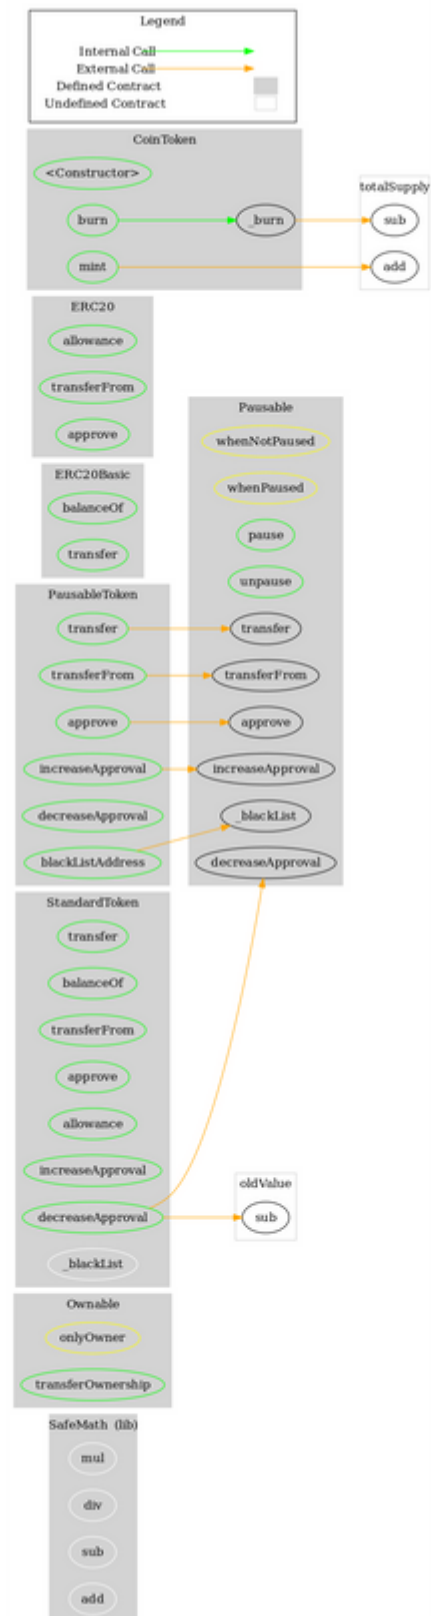 Legend
Internal Call
External Call
Defined Contract
Undefined Contract
CoinToken
<Constructor>
burn
_burn
mint
totalSupply
sub
add
ERC20
allowance
transferFrom
approve
ERC20Basic
balanceOf
transfer
Pausable
whenNotPaused
whenPaused
pause
unpause
transfer
transferFrom
approve
increaseApproval
_blackList
decreaseApproval
PausableToken
transfer
transferFrom
approve
increaseApproval
decreaseApproval
blackListAddress
StandardToken
transfer
balanceOf
transferFrom
approve
allowance
increaseApproval
decreaseApproval
_blackList
oldValue
sub
Ownable
onlyOwner
transferOwnership
SafeMath (lib)
mul
div
sub
add